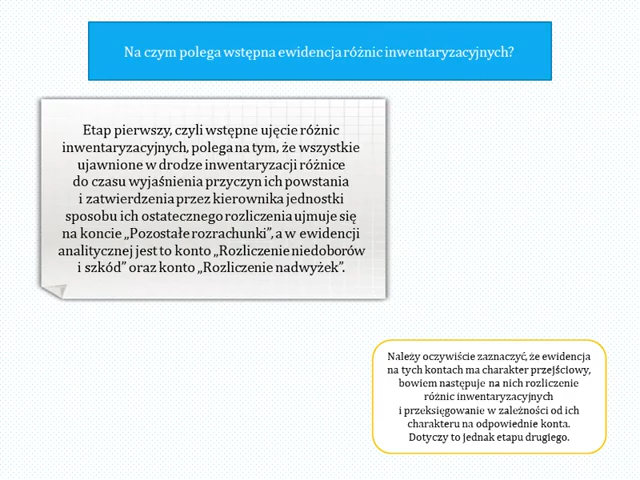 Na czym polega wstępna ewidencja różnic inwentaryzacyjnych?
Etap pierwszy, czyli wstępne ujęcie różnic
inwentaryzacyjnych, polega na tym, że wszystkie
ujawnione w drodze inwentaryzacji różnice
do czasu wyjaśnienia przyczyn ich powstania
i zatwierdzenia przez kierownika jednostki
sposobu ich ostatecznego rozliczenia ujmuje się
na koncie „Pozostałe rozrachunki”, a w ewidencji
analitycznej jest to konto „Rozliczenie niedoborów
i szkód” oraz konto „Rozliczenie nadwyżek”.
Należy oczywiście zaznaczyć, że ewidencja
na tych kontach ma charakter przejściowy,
bowiem następuje na nich rozliczenie
różnic inwentaryzacyjnych
i przeksięgowanie w zależności od ich
charakteru na odpowiednie konta.
Dotyczy to jednak etapu drugiego.